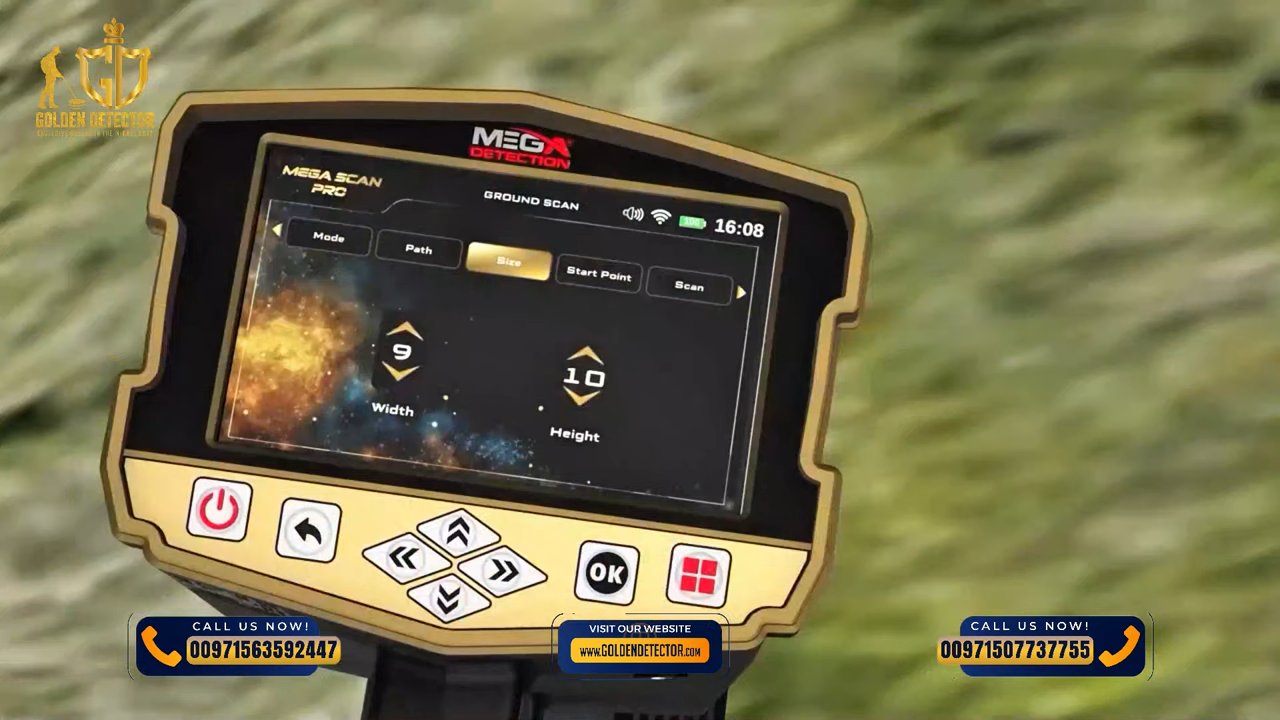 GOLDEN DETECTOR
MEGA
DETECTION
MEGA SCAN
PRO
GROUND SCAN
16:08
Mode
Path
Size
Start Point
Scan
9
Width
10
Height
OK
CALL US NOW!
00971563592447
VISIT OUR WEBSITE
WWW.GOLDENDETECTOR.COM
CALL US NOW!
00971507737755